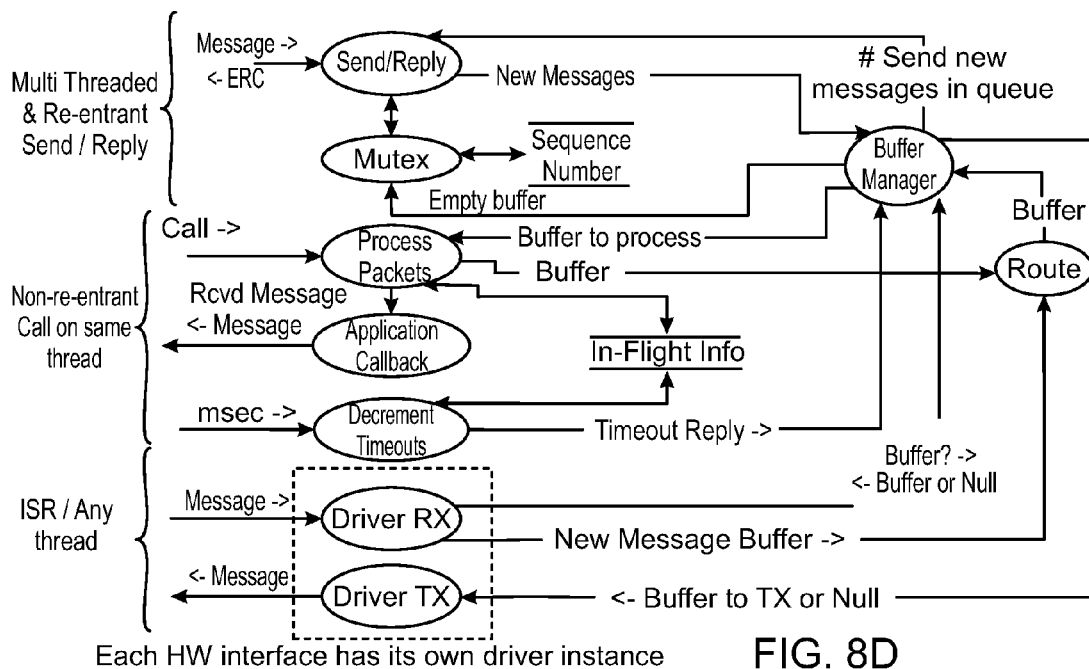 Message ->
<- ERC
Send/Reply
New Messages
# Send new
messages in queue
Multi Threaded
& Re-entrant
Send / Reply
Mutex
Sequence
Number
Buffer
Manager
Empty buffer
Buffer
Call ->
Process
Packets
Buffer to process
Buffer
Route
Non-re-entrant
Call on same
thread
Rcvd Message
<- Message
Application
Callback
In-Flight Info
msec ->
Decrement
Timeouts
Timeout Reply ->
Buffer? ->
<- Buffer or Null
ISR / Any
thread
Message ->
Driver RX
New Message Buffer ->
<- Message
Driver TX
<- Buffer to TX or Null
Each HW interface has its own driver instance
FIG. 8D